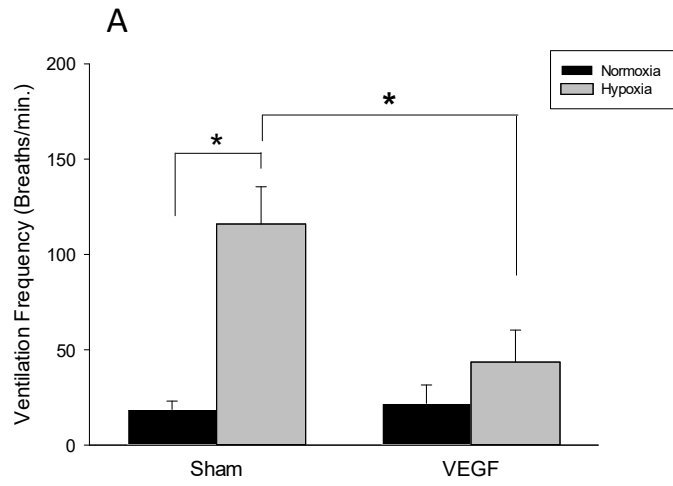 A
Ventilation Frequency (Breaths/min.)
200
150
100
50
0
*
*
Normoxia
Hypoxia
Sham
VEGF